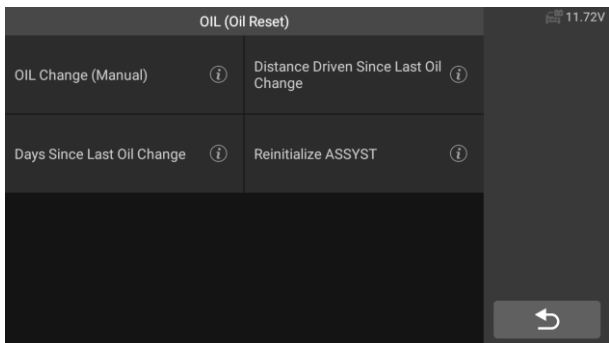 OIL (Oil Reset)
11.72V
OIL Change (Manual)
Distance Driven Since Last Oil
Change
Days Since Last Oil Change
Reinitialize ASSYST